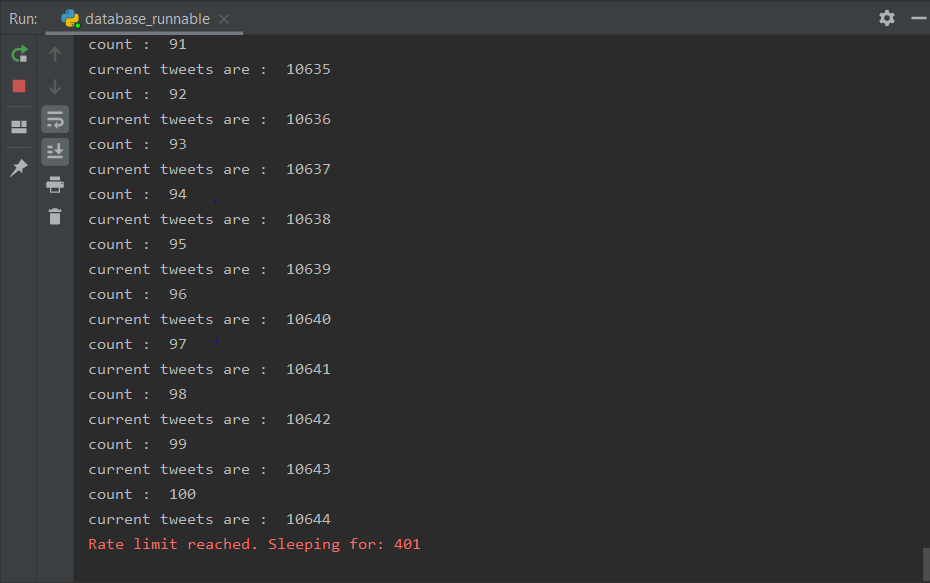 Run: database_runnable
count :  91
current tweets are :  10635
count :  92
current tweets are :  10636
count :  93
current tweets are :  10637
count :  94
current tweets are :  10638
count :  95
current tweets are :  10639
count :  96
current tweets are :  10640
count :  97
current tweets are :  10641
count :  98
current tweets are :  10642
count :  99
current tweets are :  10643
count :  100
current tweets are :  10644
Rate limit reached. Sleeping for: 401